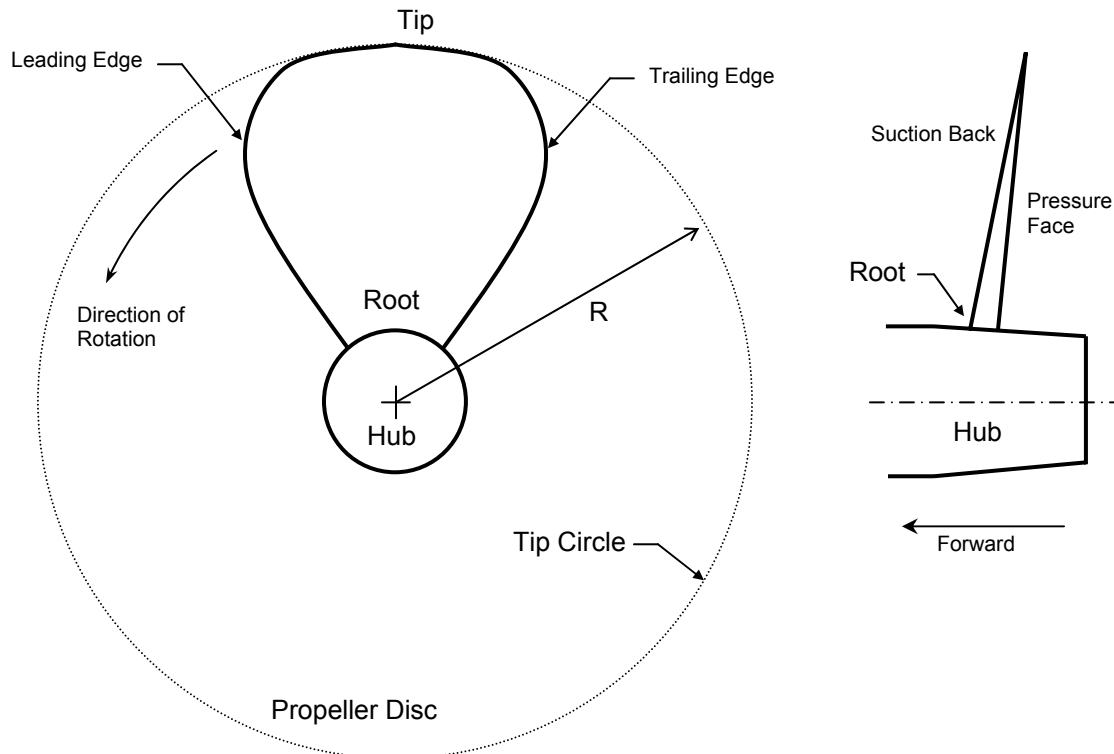 Tip
Leading Edge
Trailing Edge
Direction of
Rotation
Root
R
Hub
Tip Circle
Propeller Disc
Suction Back
Pressure
Face
Root
Hub
Forward